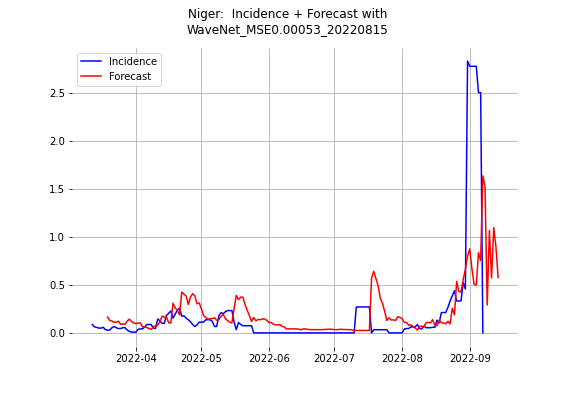 Niger:  Incidence + Forecast with
WaveNet_MSE0.00053_20220815
Incidence
Forecast
2.5
2.0
1.5
1.0
0.5
0.0
2022-04 2022-05 2022-06 2022-07 2022-08 2022-09